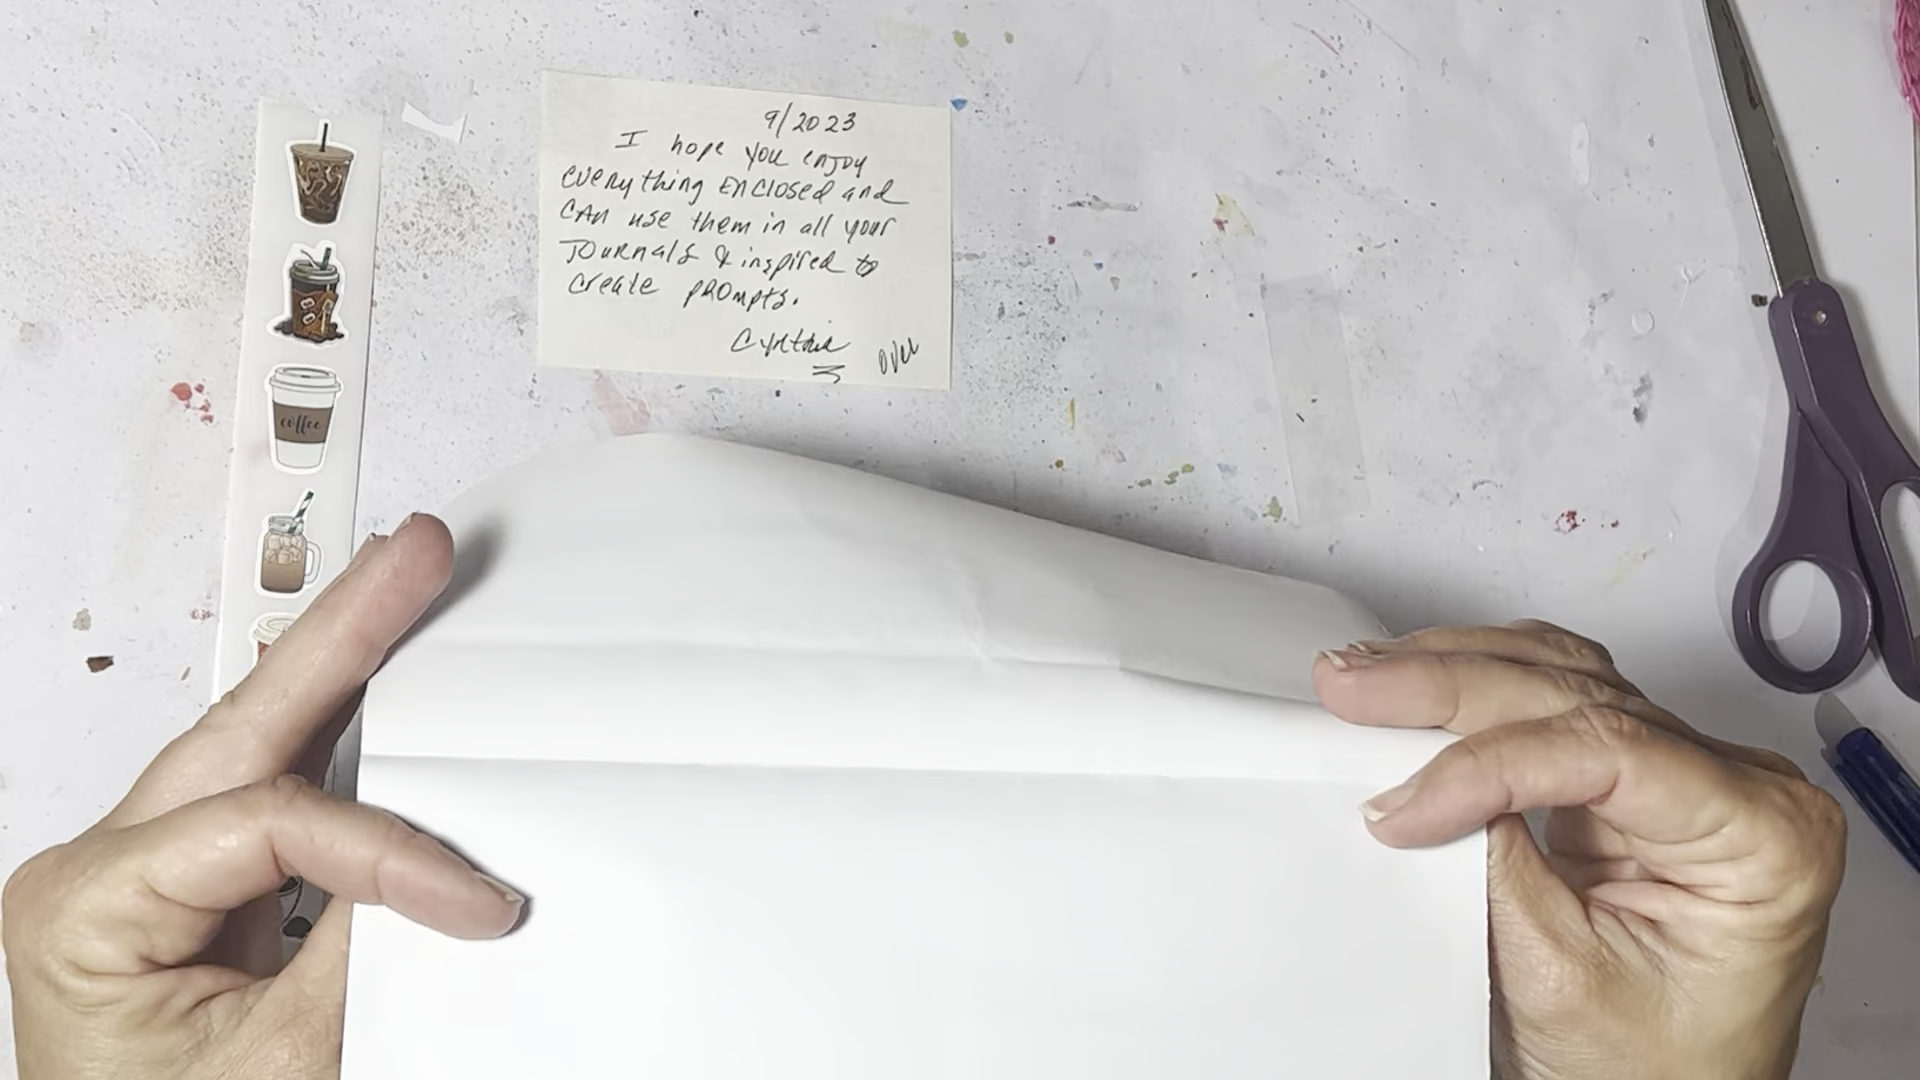 9/2023
I hope you enjoy
everything enclosed and
can use them in all your
Journals & inspired to
create prompts.
Cynthia
over
coffee